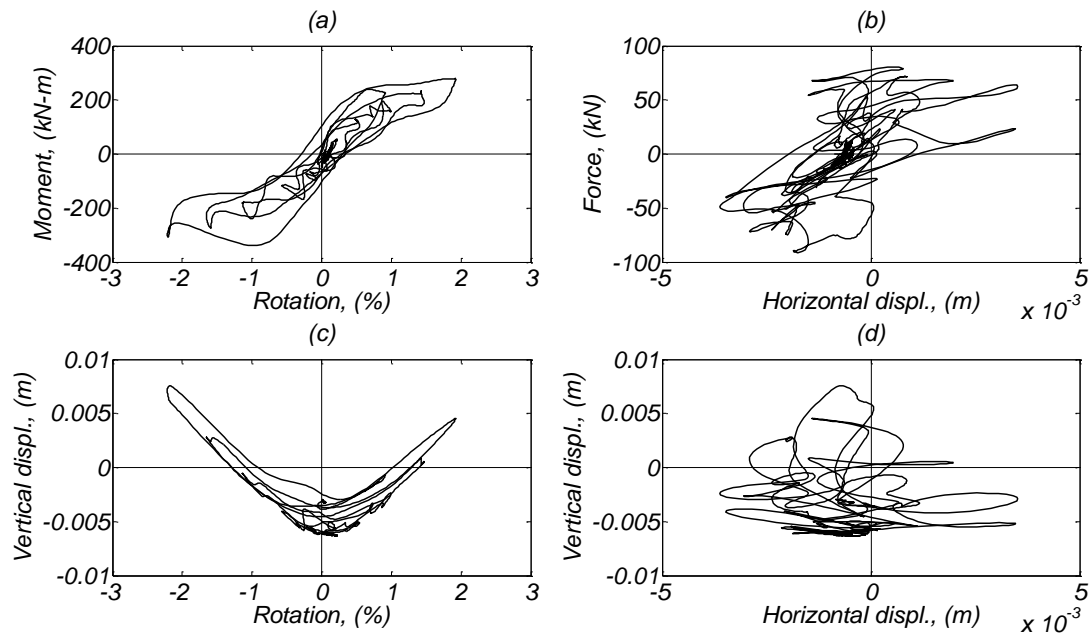 (a) (b)
400 100
200 50
0 0
-200 -50
-400 -100
Moment, (kN-m) Force, (kN)
-3 -2 -1 0 1 2 3 -5 0 5
Rotation, (%) Horizontal displ., (m) x 10^-3
(c) (d)
0.01 0.01
0.005 0.005
0 0
-0.005 -0.005
-0.01 -0.01
Vertical displ., (m) Vertical displ., (m)
-3 -2 -1 0 1 2 3 -5 0 5
Rotation, (%) Horizontal displ., (m) x 10^-3